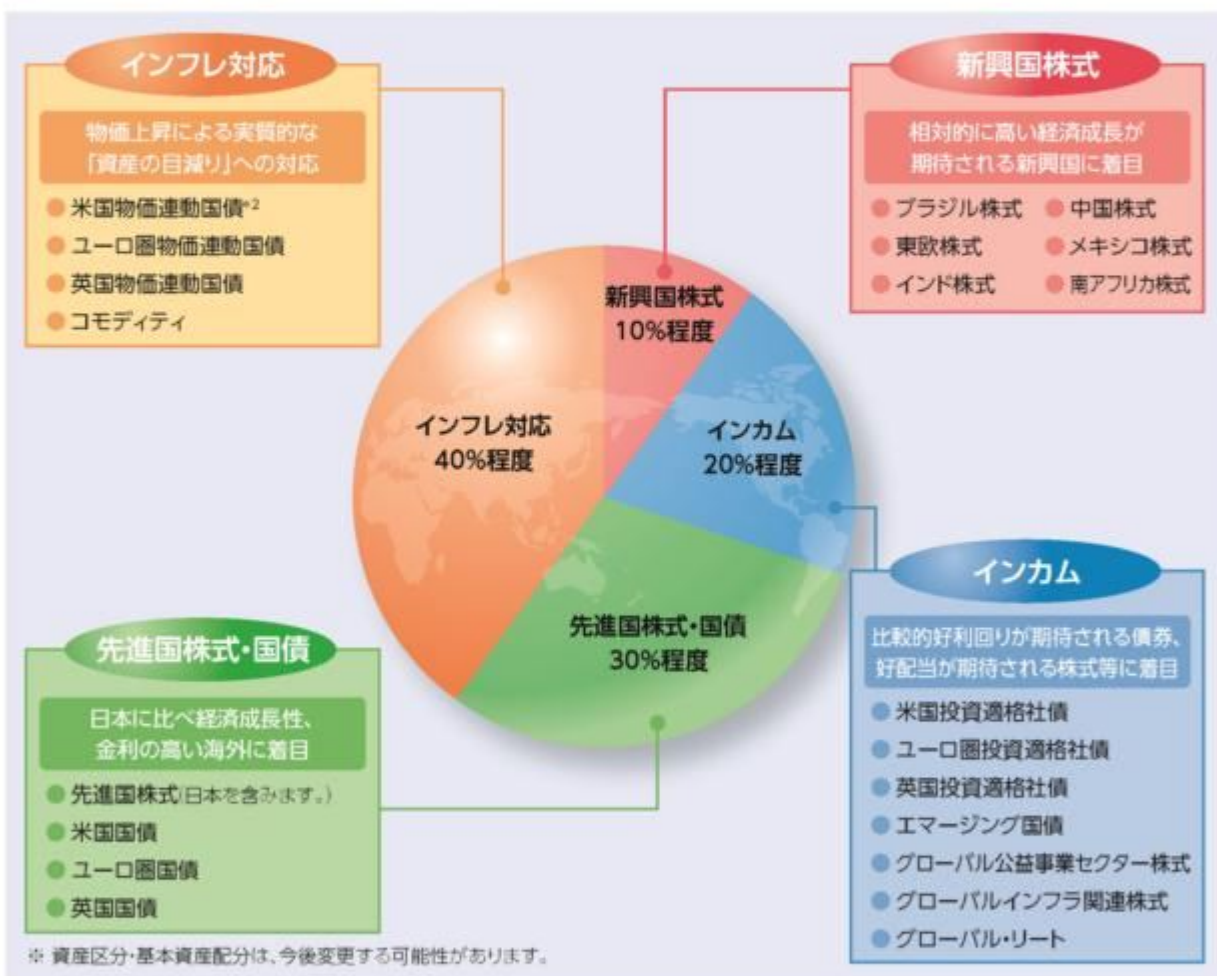 インフレ対応
物価上昇による実質的な
「資産の目減り」への対応
● 米国物価連動国債※2
● ユーロ圏物価連動国債
● 英国物価連動国債
● コモディティ
新興国株式
相対的に高い経済成長が
期待される新興国に着目
● ブラジル株式 ● 中国株式
● 東欧株式 ● メキシコ株式
● インド株式 ● 南アフリカ株式
新興国株式
10%程度
インフレ対応
40%程度
インカム
20%程度
先進国株式・国債
30%程度
先進国株式・国債
日本に比べ経済成長性、
金利の高い海外に着目
● 先進国株式(日本を含みます。)
● 米国国債
● ユーロ圏国債
● 英国国債
インカム
比較的好利回りが期待される債券、
好配当が期待される株式等に着目
● 米国投資適格社債
● ユーロ圏投資適格社債
● 英国投資適格社債
● エマージング国債
● グローバル公益事業セクター株式
● グローバルインフラ関連株式
● グローバル・リート
※ 資産区分・基本資産配分は、今後変更する可能性があります。